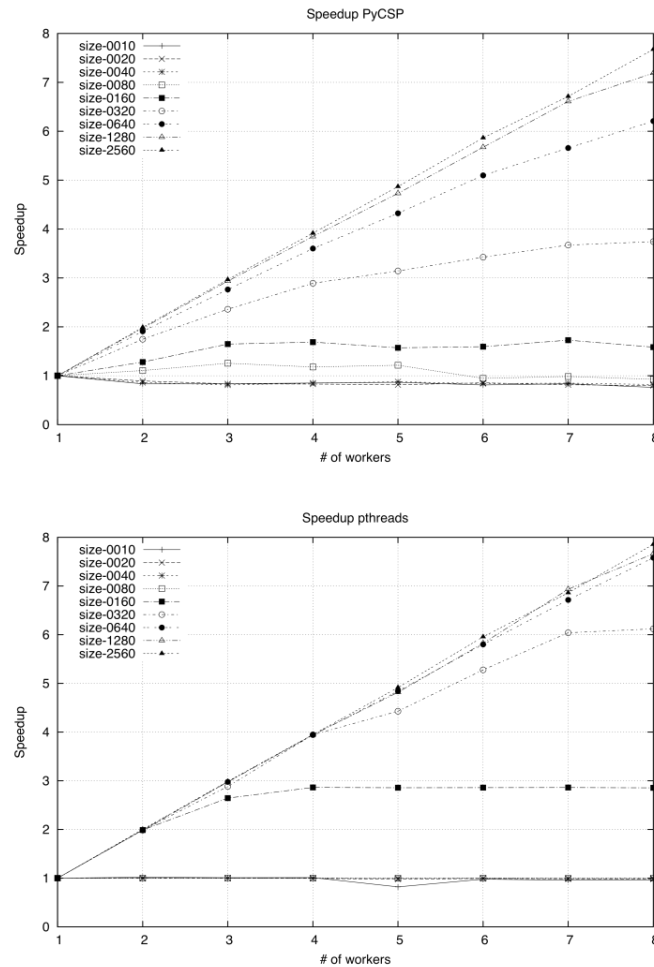 Speedup PyCSP
8
7
6
5
4
3
2
1
0
Speedup
size-0010
size-0020
size-0040
size-0080
size-0160
size-0320
size-0640
size-1280
size-2560
1 2 3 4 5 6 7 8
# of workers
Speedup pthreads
8
7
6
5
4
3
2
1
0
Speedup
size-0010
size-0020
size-0040
size-0080
size-0160
size-0320
size-0640
size-1280
size-2560
1 2 3 4 5 6 7 8
# of workers